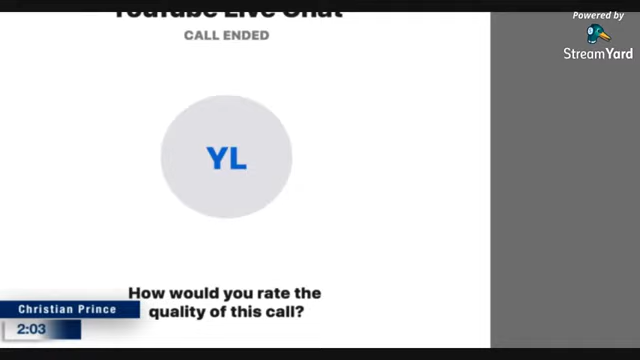 YouTube Live Chat
CALL ENDED
Powered by
StreamYard
YL
How would you rate the
quality of this call?
Christian Prince
2:03